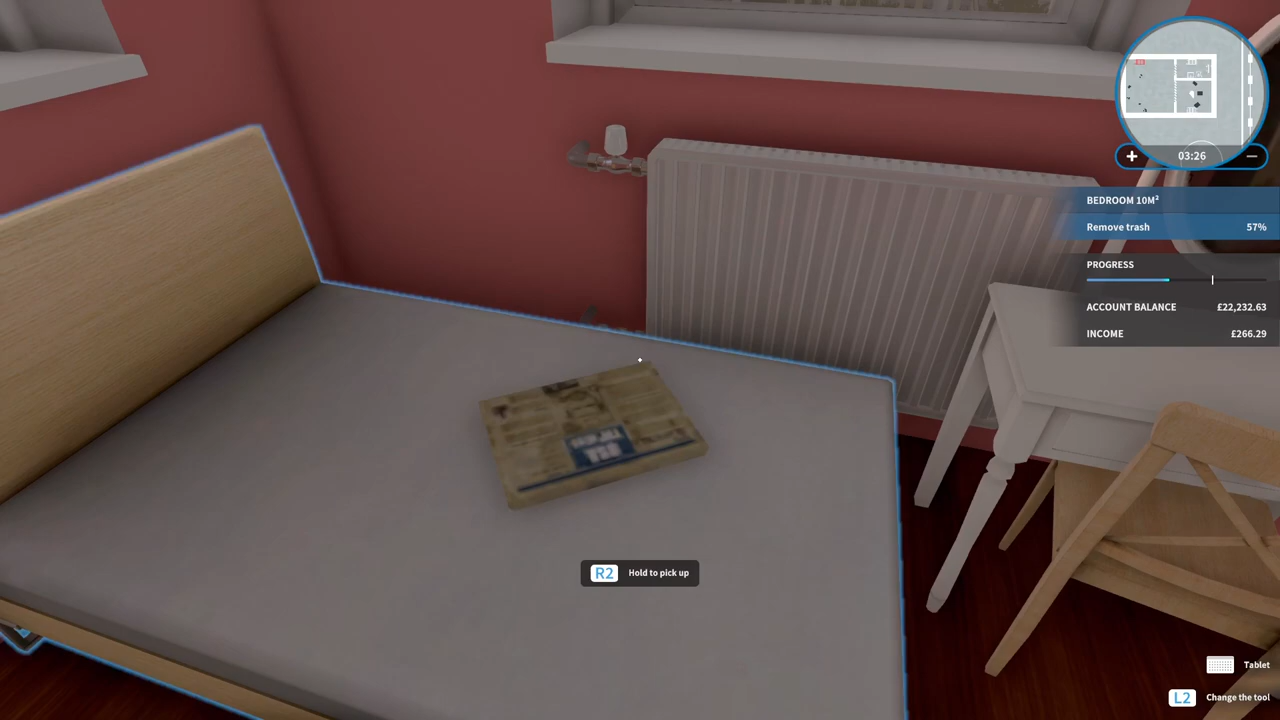 + 03:26 −
BEDROOM 10M²
Remove trash 57%
PROGRESS
ACCOUNT BALANCE £22,232.63
INCOME £266.29
R2 Hold to pick up
Tablet
L2 Change the tool